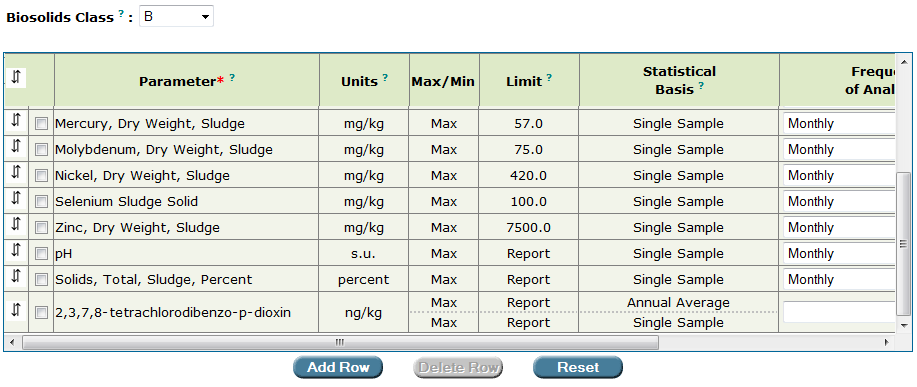 Biosolids Class ? : B
Parameter* ? Units ? Max/Min Limit ? Statistical Basis ? Frequ of Anal
Mercury, Dry Weight, Sludge mg/kg Max 57.0 Single Sample Monthly
Molybdenum, Dry Weight, Sludge mg/kg Max 75.0 Single Sample Monthly
Nickel, Dry Weight, Sludge mg/kg Max 420.0 Single Sample Monthly
Selenium Sludge Solid mg/kg Max 100.0 Single Sample Monthly
Zinc, Dry Weight, Sludge mg/kg Max 7500.0 Single Sample Monthly
pH s.u. Max Report Single Sample Monthly
Solids, Total, Sludge, Percent percent Max Report Single Sample Monthly
2,3,7,8-tetrachlorodibenzo-p-dioxin ng/kg Max Report Annual Average
Max Report Single Sample
Add Row Delete Row Reset